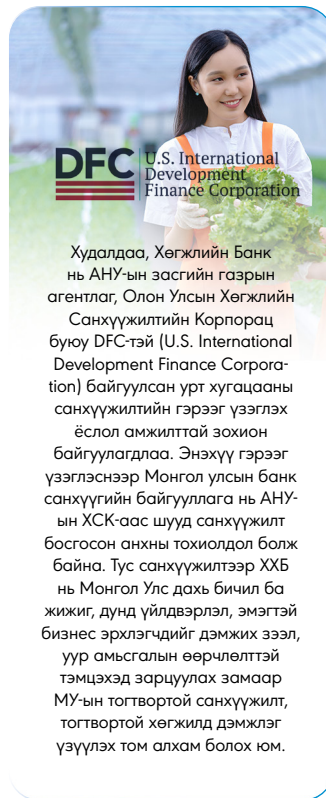 DFC
U.S. International
Development
Finance Corporation
Худалдаа, Хөгжлийн Банк
нь АНУ-ын засгийн газрын
агентлаг, Олон Улсын Хөгжлийн
Санхүүжилтийн Корпорац
буюу DFC-тэй (U.S. International
Development Finance Corpora-
tion) байгуулсан урт хугацааны
санхүүжилтийн гэрээг үзэглэх
ёслол амжилттай зохион
байгуулагдлаа. Энэхүү гэрээг
үзэглэснээр Монгол улсын банк
санхүүгийн байгууллага нь АНУ-
ын ХСК-аас шууд санхүүжилт
босгосон анхны тохиолдол болж
байна. Тус санхүүжилтээр ХХБ
нь Монгол Улс дахь бичил ба
жижиг, дунд үйлдвэрлэл, эмэгтэй
бизнес эрхлэгчдийг дэмжих зээл,
уур амьсгалын өөрчлөлттэй
тэмцэхэд зарцуулах замаар
МУ-ын тогтвортой санхүүжилт,
тогтвортой хөгжилд дэмжлэг
үзүүлэх том алхам болох юм.